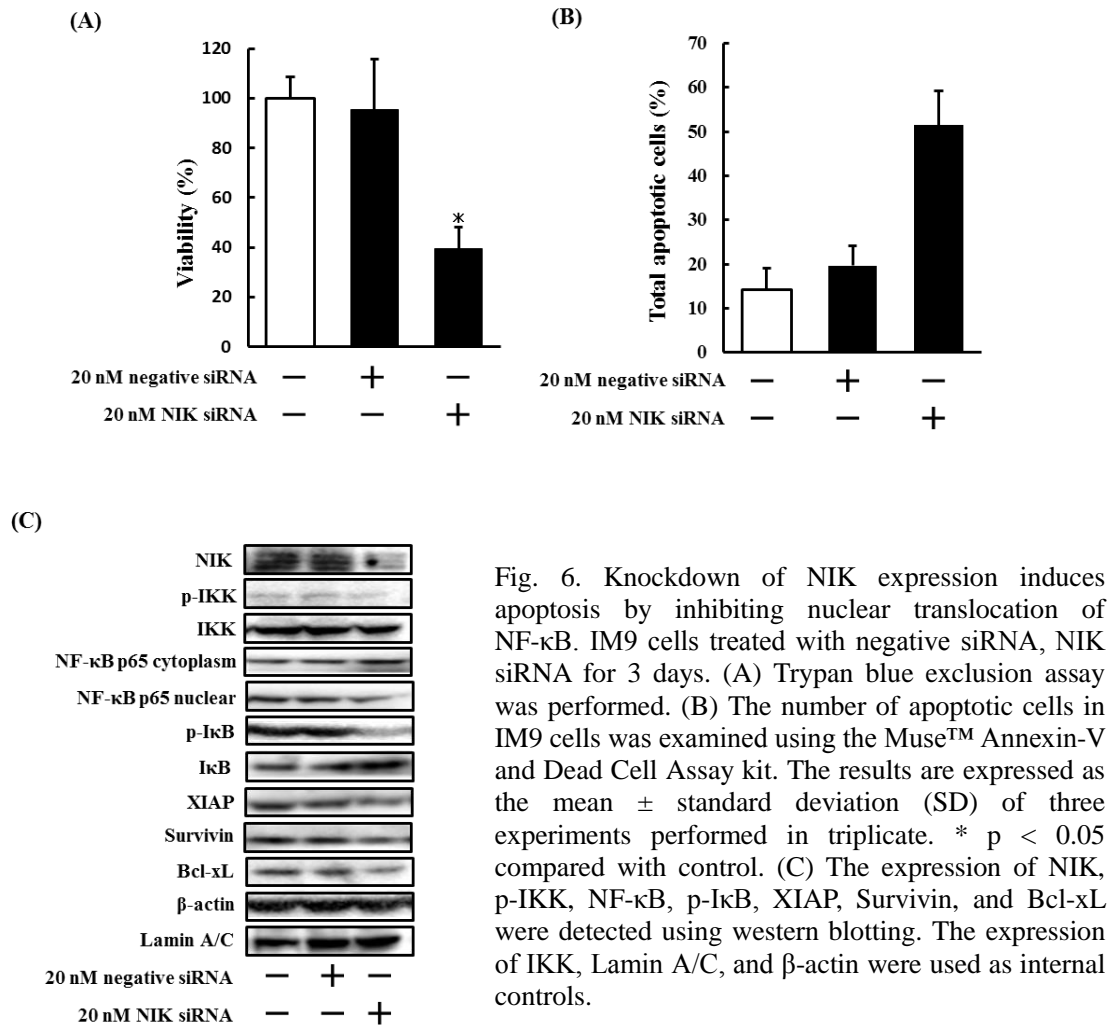 (A)
120
100
80
60
40
20
0
Viability (%)
*
20 nM negative siRNA − + −
20 nM NIK siRNA − − +
(B)
70
60
50
40
30
20
10
0
Total apoptotic cells (%)
20 nM negative siRNA − + −
20 nM NIK siRNA − − +
(C)
NIK
p-IKK
IKK
NF-κB p65 cytoplasm
NF-κB p65 nuclear
p-IκB
IκB
XIAP
Survivin
Bcl-xL
β-actin
Lamin A/C
20 nM negative siRNA − + −
20 nM NIK siRNA − − +
Fig. 6. Knockdown of NIK expression induces
apoptosis by inhibiting nuclear translocation of
NF-κB. IM9 cells treated with negative siRNA, NIK
siRNA for 3 days. (A) Trypan blue exclusion assay
was performed. (B) The number of apoptotic cells in
IM9 cells was examined using the Muse™ Annexin-V
and Dead Cell Assay kit. The results are expressed as
the mean ± standard deviation (SD) of three
experiments performed in triplicate. * p < 0.05
compared with control. (C) The expression of NIK,
p-IKK, NF-κB, p-IκB, XIAP, Survivin, and Bcl-xL
were detected using western blotting. The expression
of IKK, Lamin A/C, and β-actin were used as internal
controls.